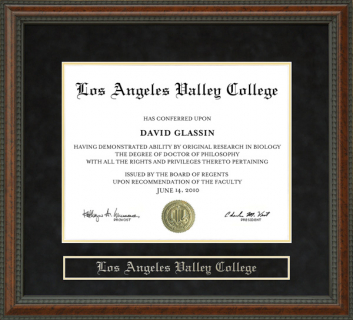 Los Angeles Valley College
HAS CONFERRED UPON
DAVID GLASSIN
HAVING DEMONSTRATED ABILITY BY ORIGINAL RESEARCH IN BIOLOGY
THE DEGREE OF DOCTOR OF PHILOSOPHY
WITH ALL THE RIGHTS AND PRIVILEGES THERETO PERTAINING
ISSUED BY THE BOARD OF REGENTS
UPON RECOMMENDATION OF THE FACULTY
JUNE 14, 2010
PROVOST
PRESIDENT
Los Angeles Valley College